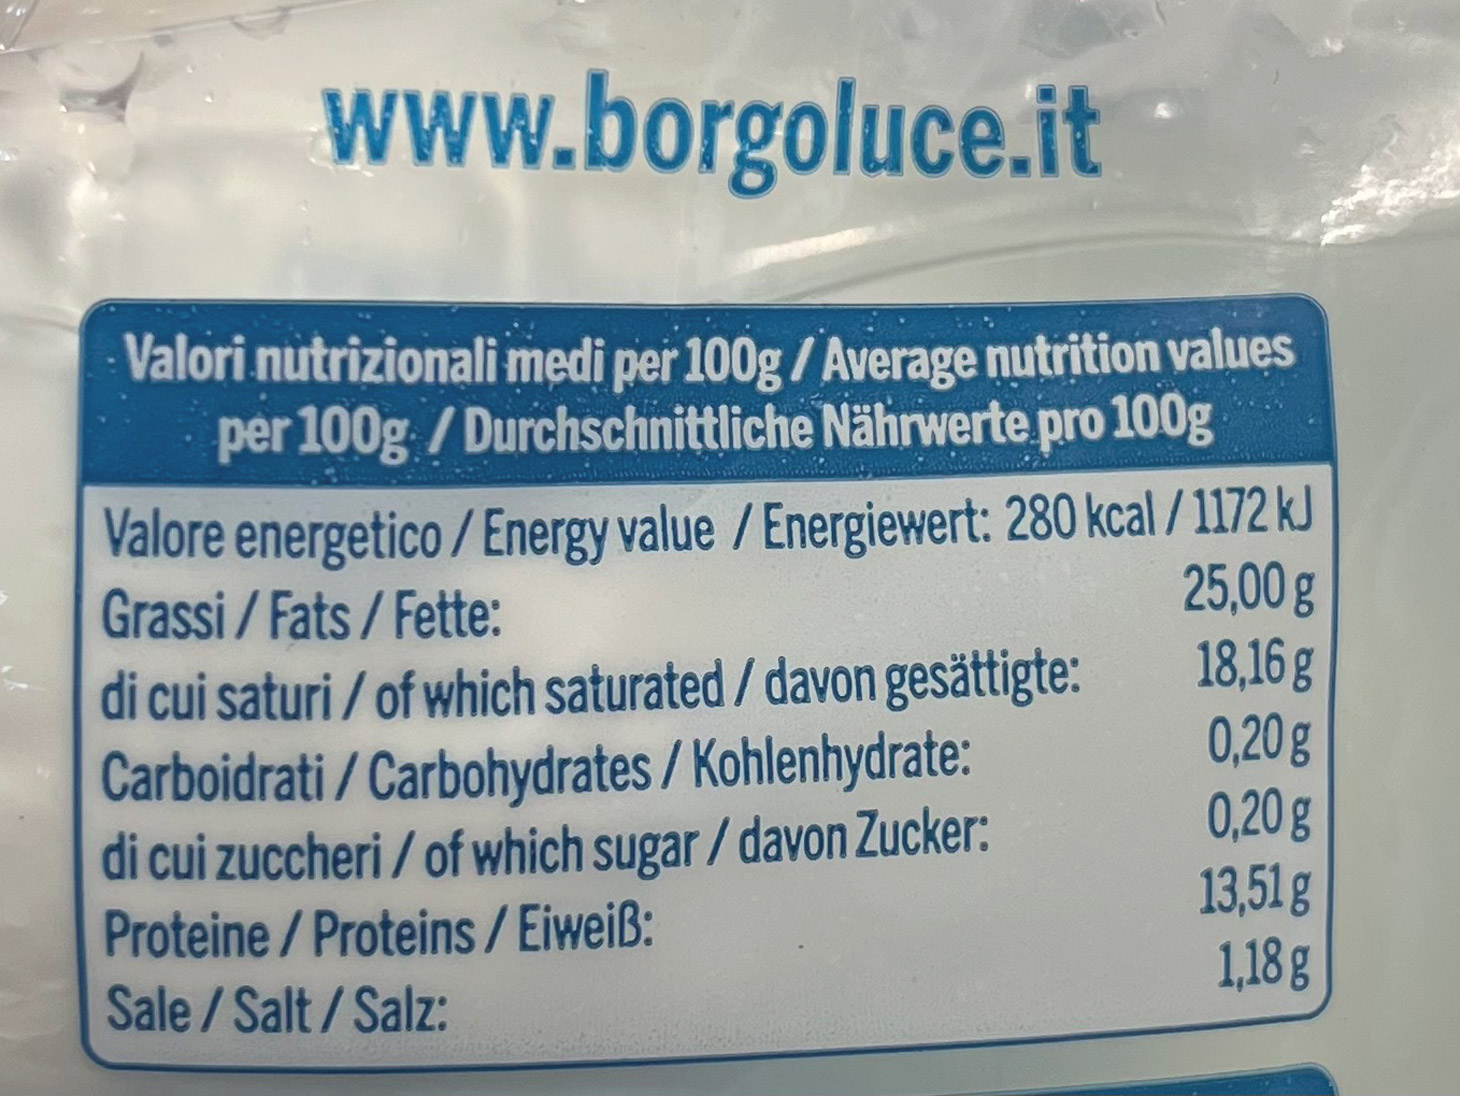 www.borgoluce.it
Valori nutrizionali medi per 100g / Average nutrition values
per 100g / Durchschnittliche Nährwerte pro 100g
Valore energetico / Energy value / Energiewert: 280 kcal / 1172 kJ
Grassi / Fats / Fette: 25,00 g
di cui saturi / of which saturated / davon gesättigte: 18,16 g
Carboidrati / Carbohydrates / Kohlenhydrate: 0,20 g
di cui zuccheri / of which sugar / davon Zucker: 0,20 g
Proteine / Proteins / Eiweiß: 13,51 g
Sale / Salt / Salz: 1,18 g